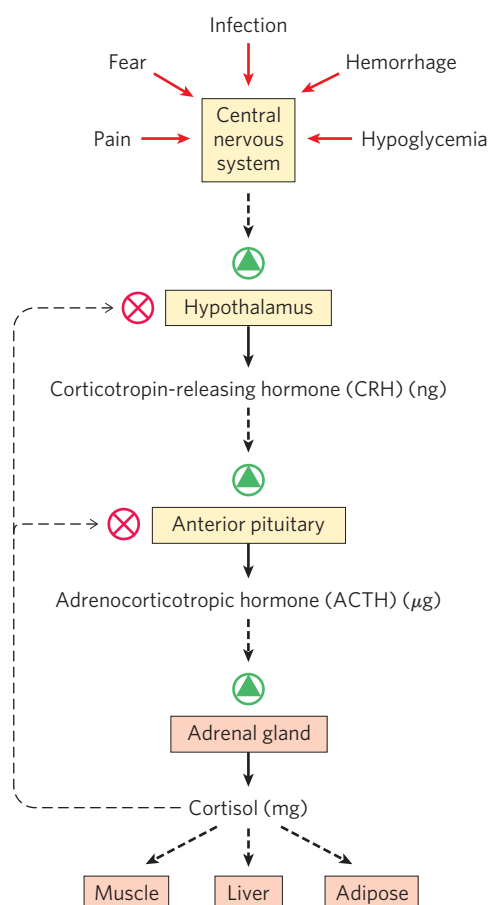 Infection
Fear
Hemorrhage
Central
nervous
system
Pain
Hypoglycemia
Hypothalamus
Corticotropin-releasing hormone (CRH) (ng)
Anterior pituitary
Adrenocorticotropic hormone (ACTH) (μg)
Adrenal gland
Cortisol (mg)
Muscle
Liver
Adipose